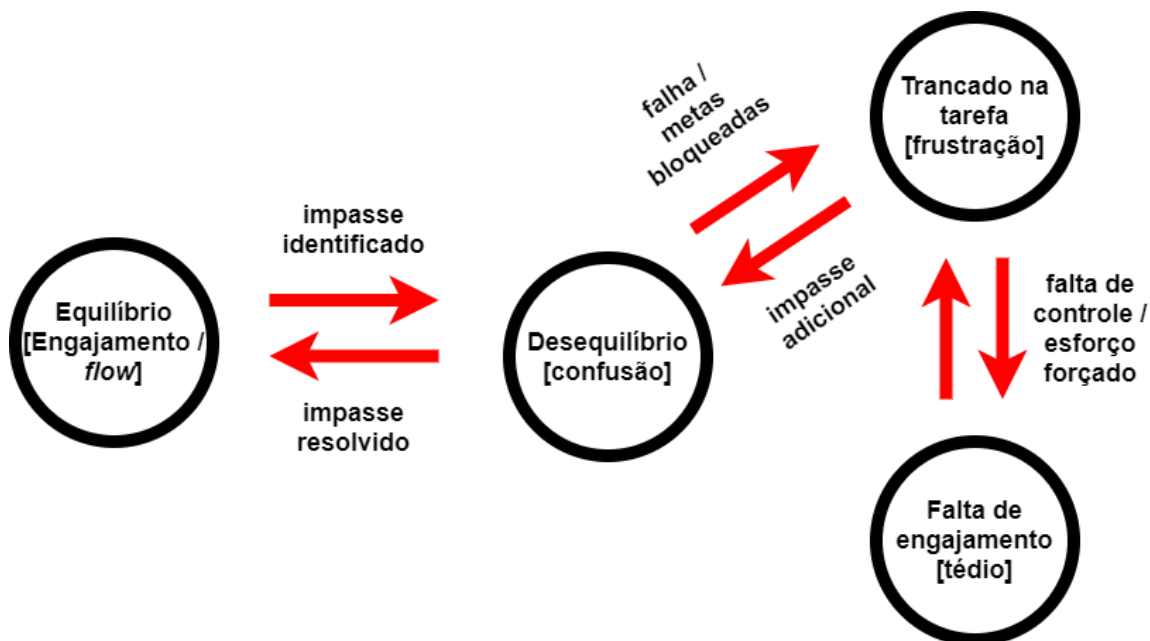 Equilíbrio
[Engajamento /
flow]
impasse
identificado
impasse
resolvido
Desequilíbrio
[confusão]
falha /
metas
bloqueadas
impasse
adicional
Trancado na
tarefa
[frustração]
falta de
controle /
esforço
forçado
Falta de
engajamento
[tédio]